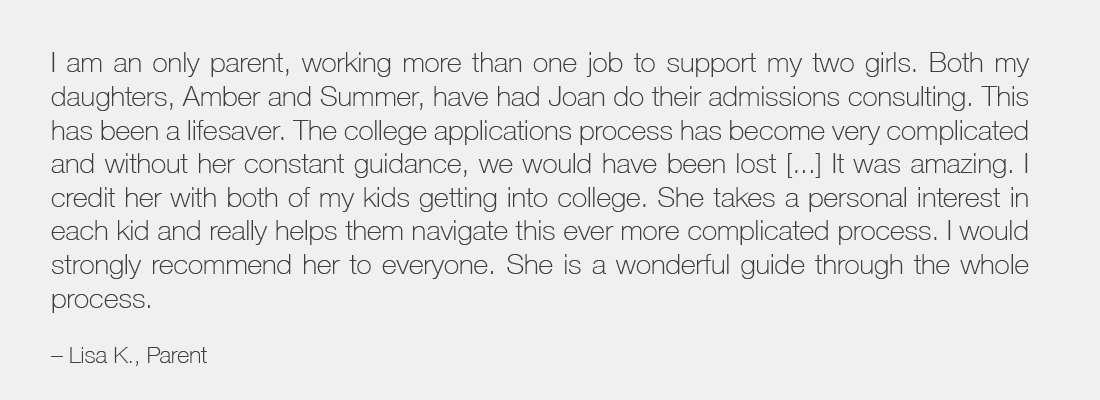 I am an only parent, working more than one job to support my two girls. Both my
daughters, Amber and Summer, have had Joan do their admissions consulting. This
has been a lifesaver. The college applications process has become very complicated
and without her constant guidance, we would have been lost [...] It was amazing. I
credit her with both of my kids getting into college. She takes a personal interest in
each kid and really helps them navigate this ever more complicated process. I would
strongly recommend her to everyone. She is a wonderful guide through the whole
process.
– Lisa K., Parent